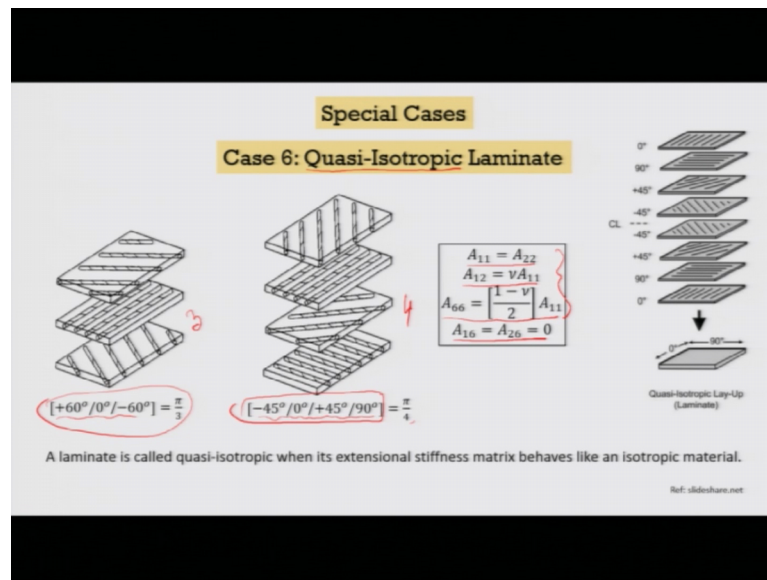 Special Cases
Case 6: Quasi-Isotropic Laminate
[+60°/0°/−60°] = π/3
3
[−45°/0°/+45°/90°] = π/4
4
A₁₁ = A₂₂
A₁₂ = νA₁₁
A₆₆ = [(1 − ν)/2] A₁₁
A₁₆ = A₂₆ = 0
0°
90°
+45°
-45°
CL
-45°
+45°
90°
0°
0° 90°
Quasi-Isotropic Lay-Up
(Laminate)
A laminate is called quasi-isotropic when its extensional stiffness matrix behaves like an isotropic material.
Ref: slideshare.net